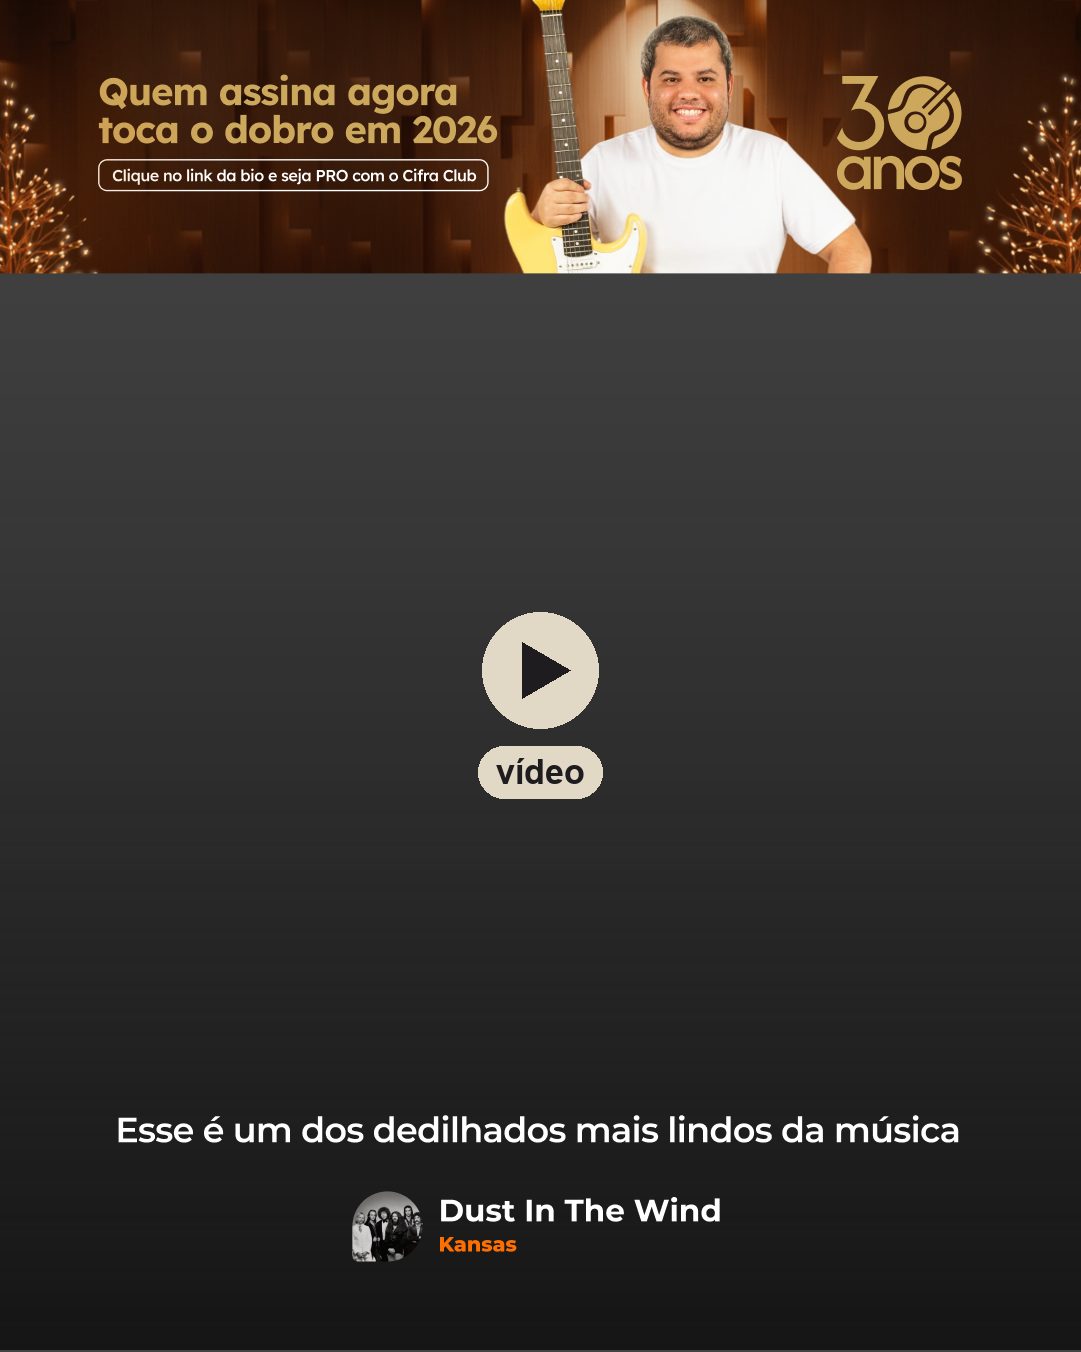 Quem assina agora
toca o dobro em 2026
Clique no link da bio e seja PRO com o Cifra Club
30
anos
vídeo
Esse é um dos dedilhados mais lindos da música
Dust In The Wind
Kansas